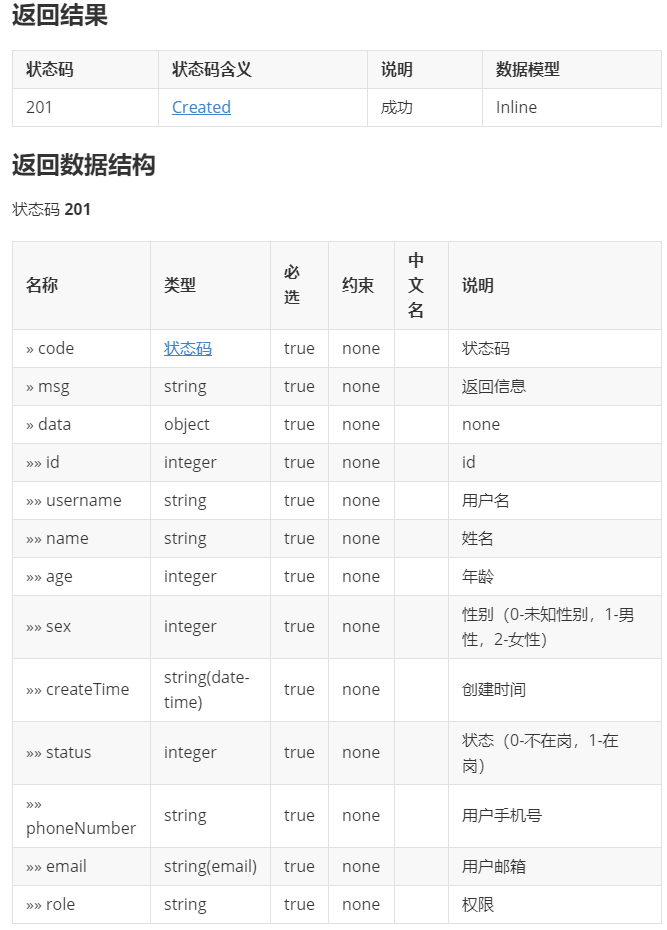 返回结果
状态码 状态码含义 说明 数据模型
201 Created 成功 Inline
返回数据结构
状态码 201
名称 类型 必选 约束 中文名 说明
» code 状态码 true none 状态码
» msg string true none 返回信息
» data object true none none
»» id integer true none id
»» username string true none 用户名
»» name string true none 姓名
»» age integer true none 年龄
»» sex integer true none 性别（0-未知性别，1-男性，2-女性）
»» createTime string(date-time) true none 创建时间
»» status integer true none 状态（0-不在岗，1-在岗）
»» phoneNumber string true none 用户手机号
»» email string(email) true none 用户邮箱
»» role string true none 权限